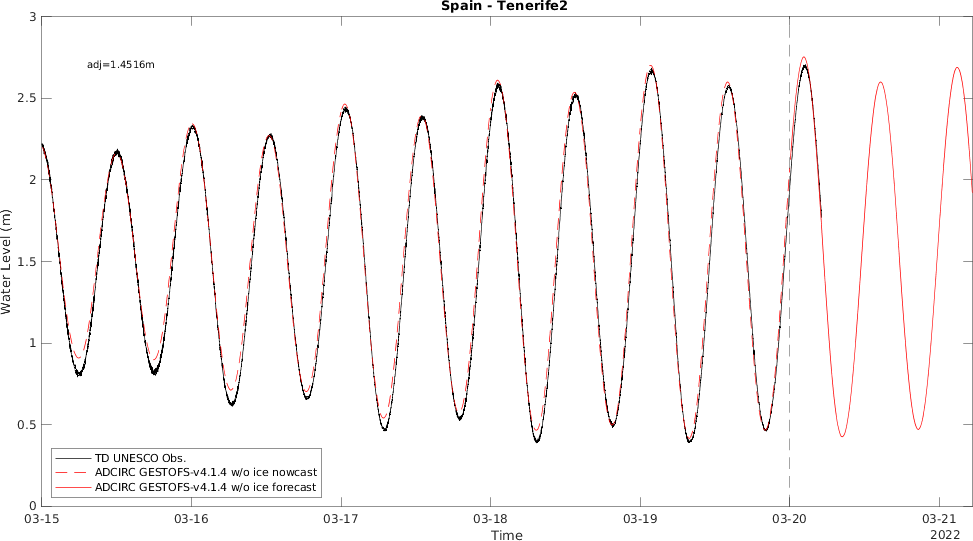 Spain - Tenerife2
adj=1.4516m
3
2.5
2
1.5
1
0.5
0
Water Level (m)
TD UNESCO Obs.
ADCIRC GESTOFS-v4.1.4 w/o ice nowcast
ADCIRC GESTOFS-v4.1.4 w/o ice forecast
03-15 03-16 03-17 03-18 03-19 03-20 03-21
Time
2022